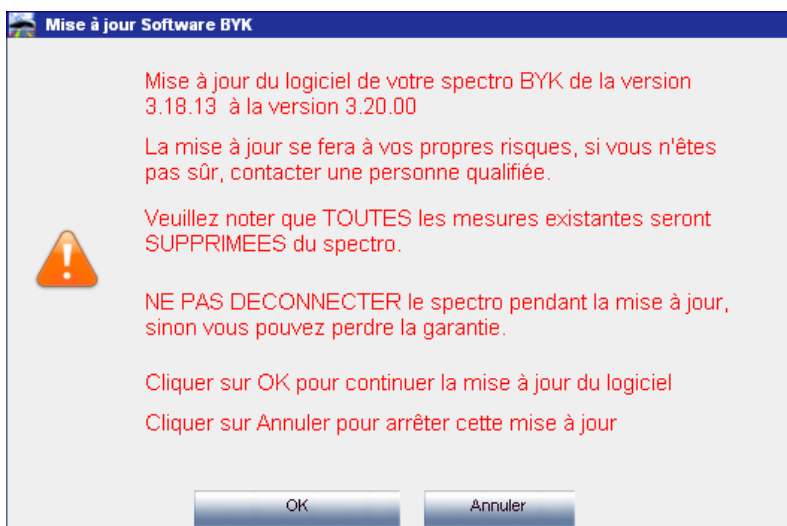 Mise à jour Software BYK
Mise à jour du logiciel de votre spectro BYK de la version
3.18.13 à la version 3.20.00
La mise à jour se fera à vos propres risques, si vous n'êtes
pas sûr, contacter une personne qualifiée.
Veuillez noter que TOUTES les mesures existantes seront
SUPPRIMEES du spectro.
NE PAS DECONNECTER le spectro pendant la mise à jour,
sinon vous pouvez perdre la garantie.
Cliquer sur OK pour continuer la mise à jour du logiciel
Cliquer sur Annuler pour arrêter cette mise à jour
OK
Annuler